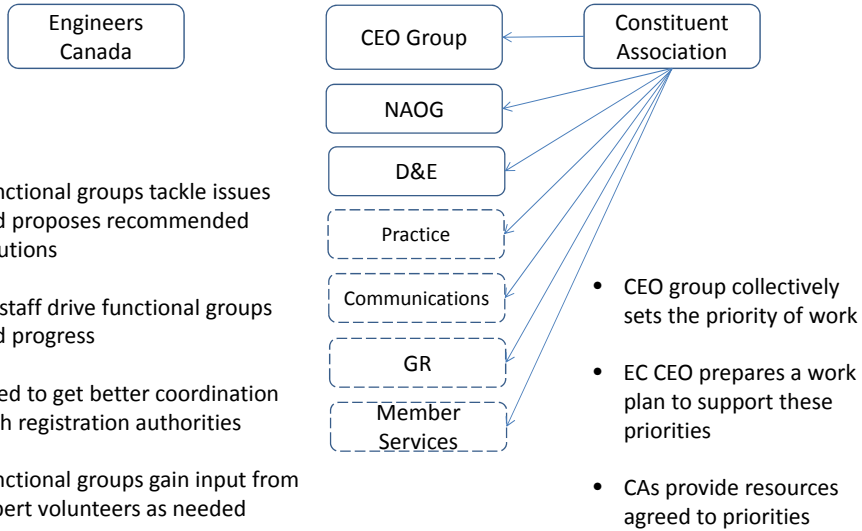 Engineers
Canada
CEO Group
Constituent
Association
NAOG
D&E
Practice
Communications
GR
Member
Services
nctional groups tackle issues
d proposes recommended
utions
staff drive functional groups
d progress
ed to get better coordination
h registration authorities
nctional groups gain input from
pert volunteers as needed
• CEO group collectively
sets the priority of work
• EC CEO prepares a work
plan to support these
priorities
• CAs provide resources
agreed to priorities